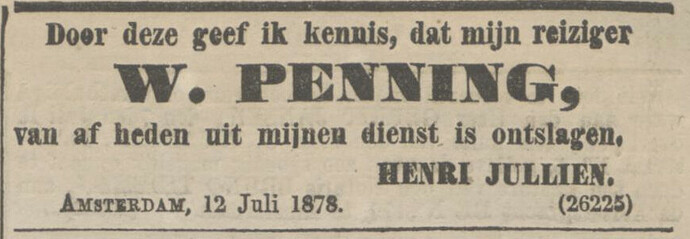 Door deze geef ik kennis, dat mijn reiziger
W. PENNING,
van af heden uit mijnen dienst is ontslagen.
HENRI JULLIEN.
AMSTERDAM, 12 Juli 1878. (26225)